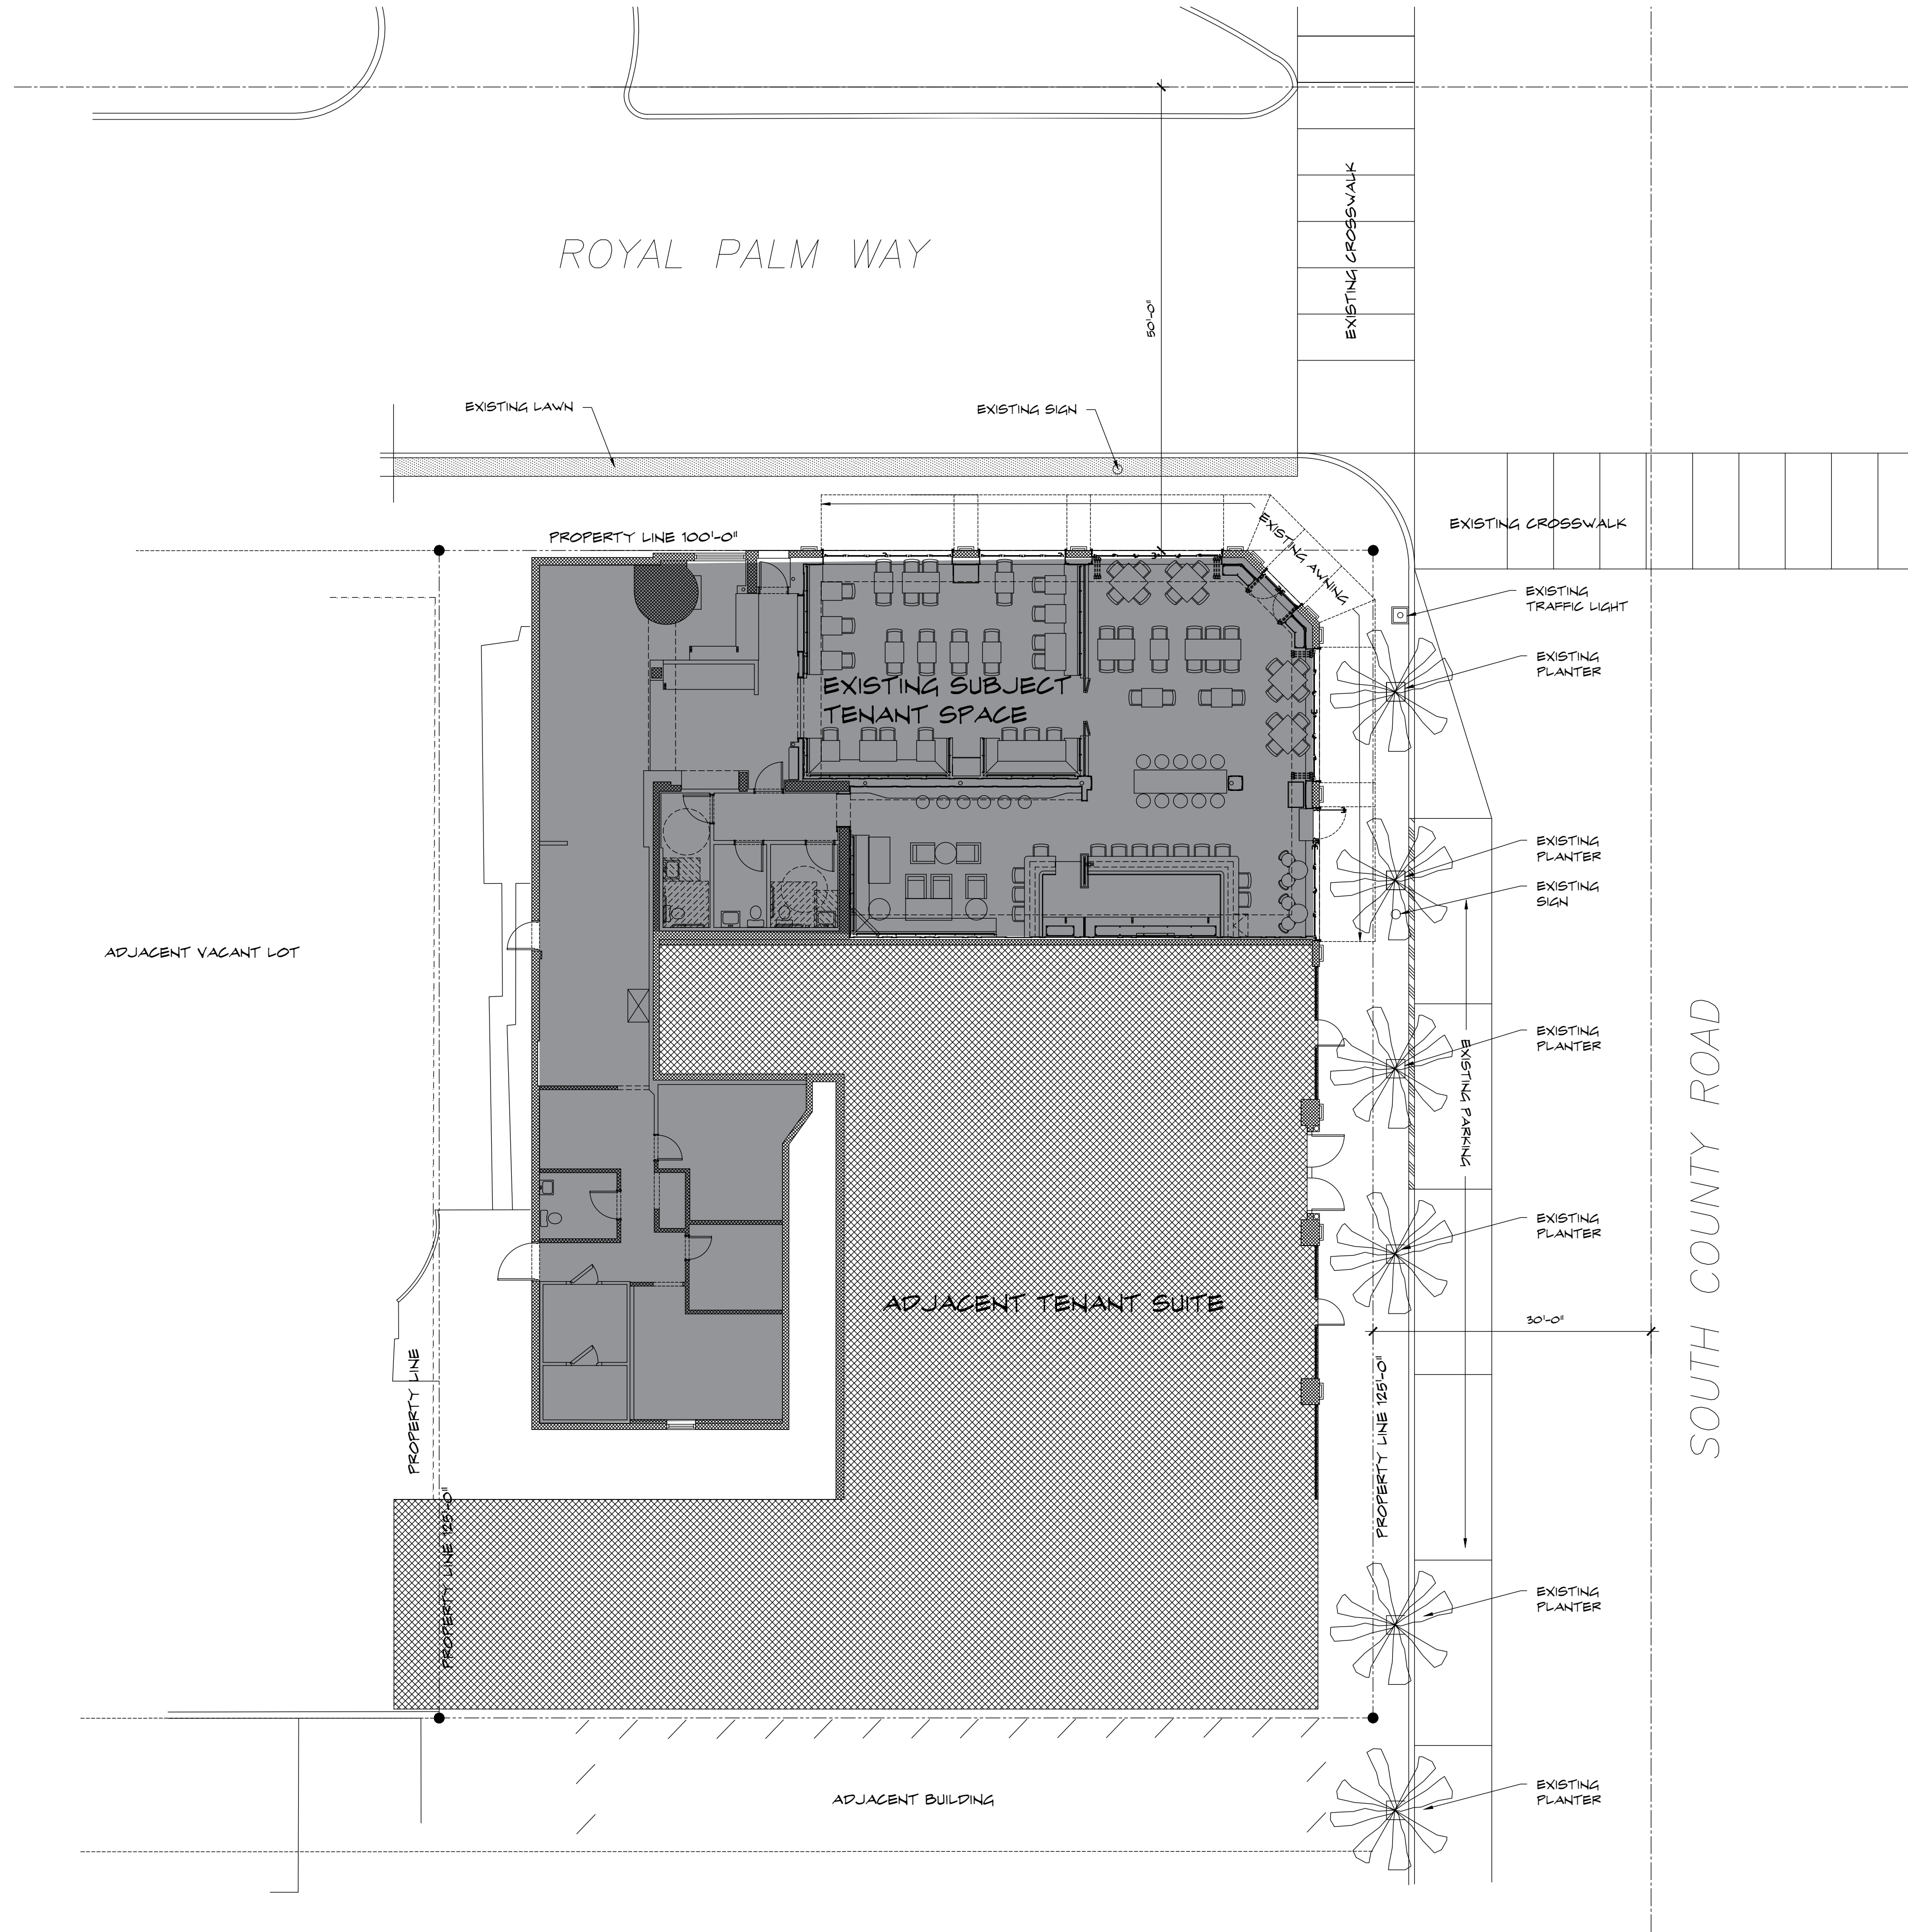 ROYAL PALM WAY
EXISTING CROSSWALK
50'-0"
EXISTING LAWN
EXISTING SIGN
EXISTING CROSSWALK
PROPERTY LINE 100'-0"
EXISTING AWNING
EXISTING
TRAFFIC LIGHT
EXISTING
PLANTER
EXISTING SUBJECT
TENANT SPACE
EXISTING
PLANTER
EXISTING
SIGN
ADJACENT VACANT LOT
EXISTING
PLANTER
EXISTING PARKING
SOUTH COUNTY ROAD
EXISTING
PLANTER
ADJACENT TENANT SUITE
30'-0"
PROPERTY LINE
PROPERTY LINE 125'-0"
PROPERTY LINE 125'-0"
EXISTING
PLANTER
ADJACENT BUILDING
EXISTING
PLANTER